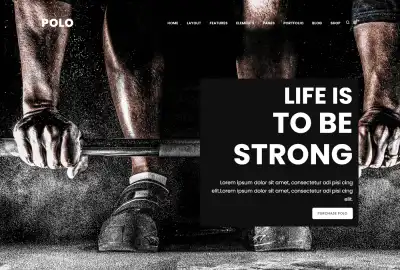 POLO
HOME LAYOUT FEATURES ELEMENTS PAGES PORTFOLIO BLOG SHOP
LIFE IS
TO BE
STRONG
Lorem ipsum dolor sit amet, consectetur adi pisi cing
elit.Lorem ipsum dolor sit amet, consectetur adi pisi cing
elit.
PURCHASE POLO